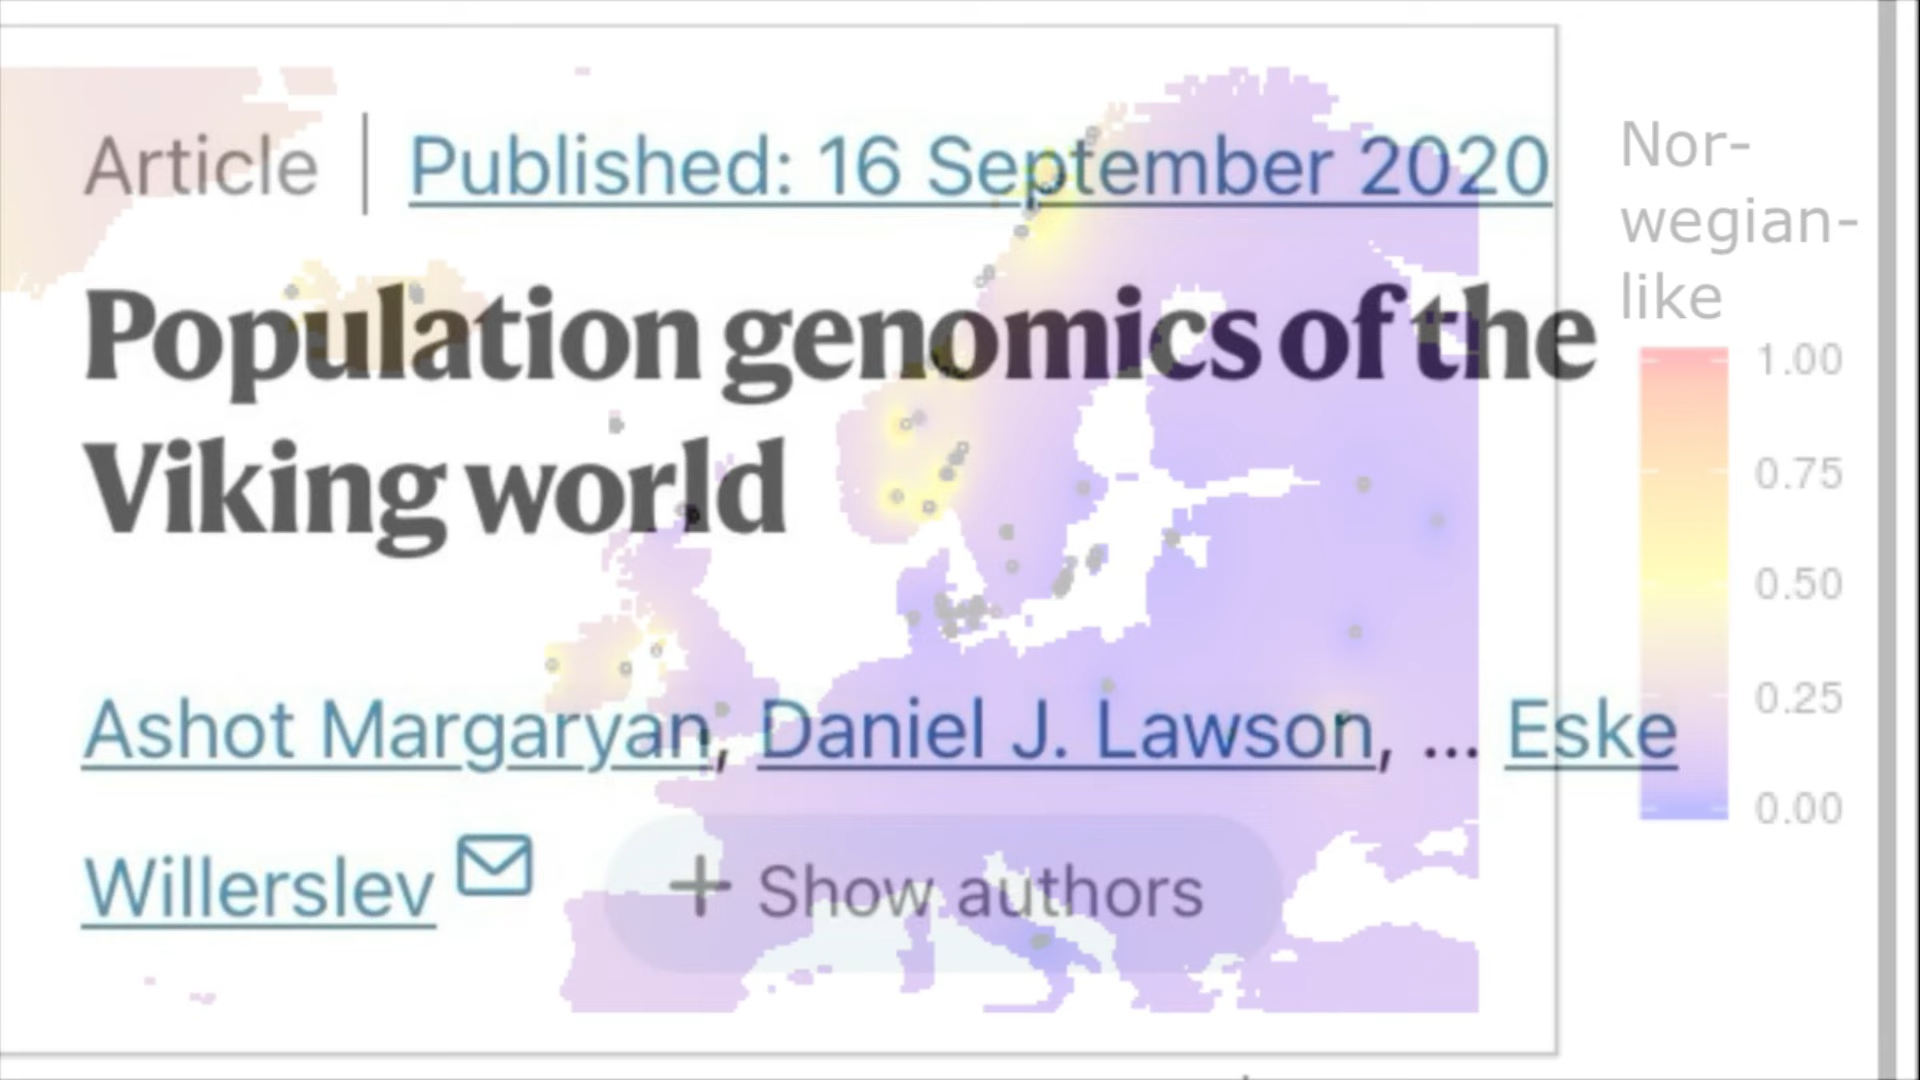 Article | Published: 16 September 2020
Population genomics of the
Viking world
Ashot Margaryan, Daniel J. Lawson, ... Eske
Willerslev + Show authors
Nor-
wegian-
like
1.00
0.75
0.50
0.25
0.00